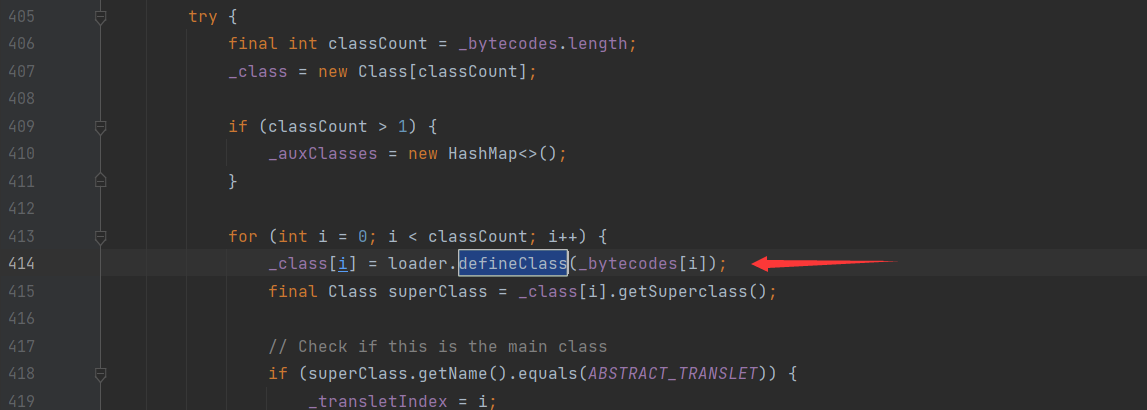 405 try {
406 final int classCount = _bytecodes.length;
407 _class = new Class[classCount];
408
409 if (classCount > 1) {
410 _auxClasses = new HashMap<>();
411 }
412
413 for (int i = 0; i < classCount; i++) {
414 _class[i] = loader.defineClass(_bytecodes[i]);
415 final Class superClass = _class[i].getSuperclass();
416
417 // Check if this is the main class
418 if (superClass.getName().equals(ABSTRACT_TRANSLET)) {
419 _transletIndex = i;